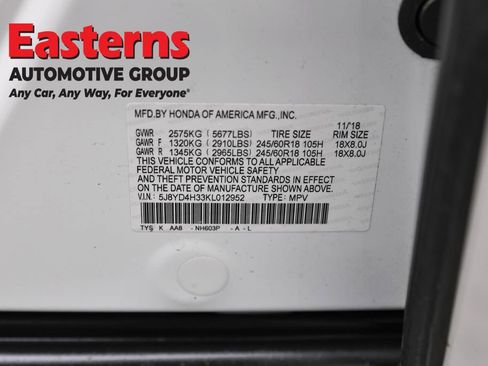 Easterns
AUTOMOTIVE GROUP
Any Car, Any Way, For Everyone®
MFD.BY HONDA OF AMERICA MFG.,INC.
11/18
GVWR 2575KG (5677LBS) TIRE SIZE RIM SIZE
GAWR F 1320KG (2910LBS) 245/60R18 105H 18X8.0J
GAWR R 1345KG (2965LBS) 245/60R18 105H 18X8.0J
THIS VEHICLE CONFORMS TO ALL APPLICABLE
FEDERAL MOTOR VEHICLE SAFETY
AND THEFT PREVENTION STANDARDS IN EFFECT
ON THE DATE OF MANUFACTURE SHOWN ABOVE.
V.I.N.: 5J8YD4H33KL012952 TYPE: MPV
TYS K AA8 - NH603P - A - L